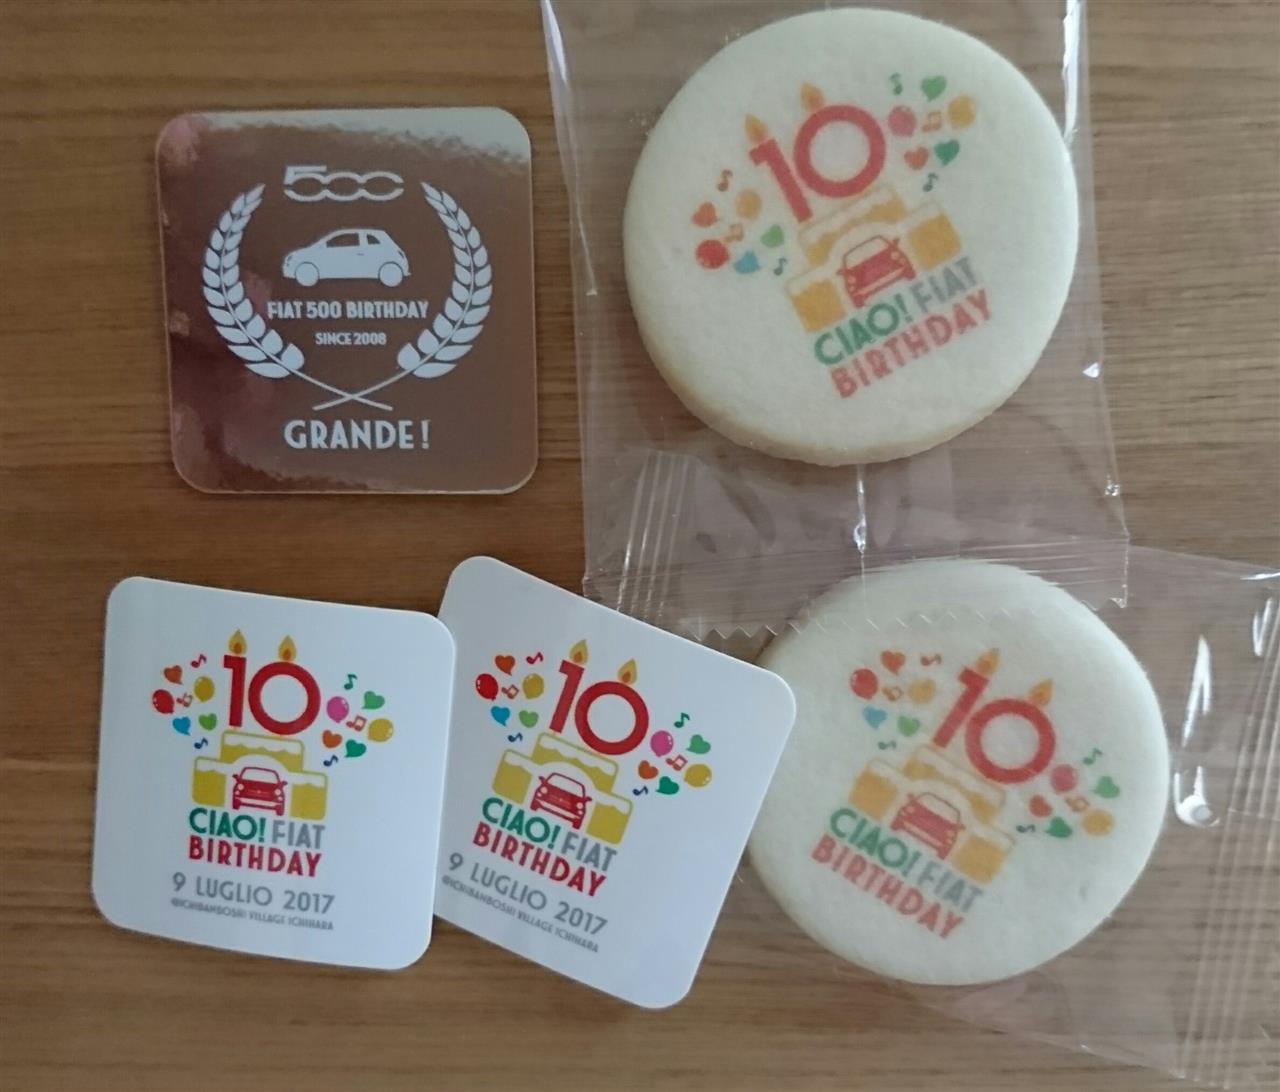 500
FIAT 500 BIRTHDAY
SINCE 2008
GRANDE!
10
CIAO! FIAT
BIRTHDAY
10
CIAO! FIAT
BIRTHDAY
9 LUGLIO 2017
@ICHIBANBOSHI VILLAGE ICHIHARA
10
CIAO! FIAT
BIRTHDAY
9 LUGLIO 2017
@ICHIBANBOSHI VILLAGE ICHIHARA
10
CIAO! FIAT
BIRTHDAY